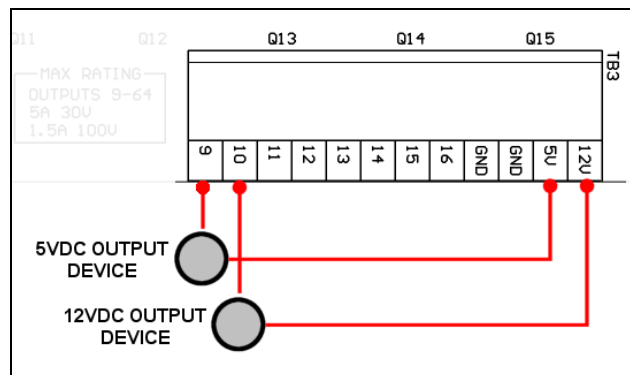 Q11 Q12 Q13 Q14 Q15
TB3
MAX RATING
OUTPUTS 9-64
5A 30V
1.5A 100V
9 10 11 12 13 14 15 16 GND GND 5V 12V
5VDC OUTPUT
DEVICE
12VDC OUTPUT
DEVICE